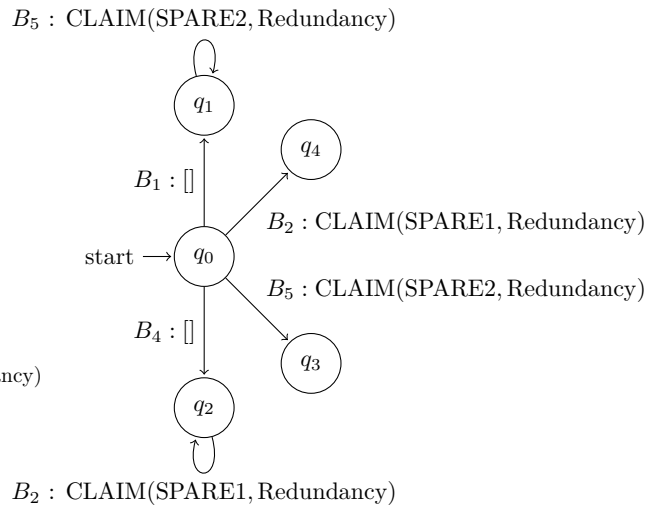 B₅ : CLAIM(SPARE2, Redundancy)
q₁
q₄
B₁ : []
B₂ : CLAIM(SPARE1, Redundancy)
start
q₀
B₅ : CLAIM(SPARE2, Redundancy)
B₄ : []
q₃
q₂
B₂ : CLAIM(SPARE1, Redundancy)